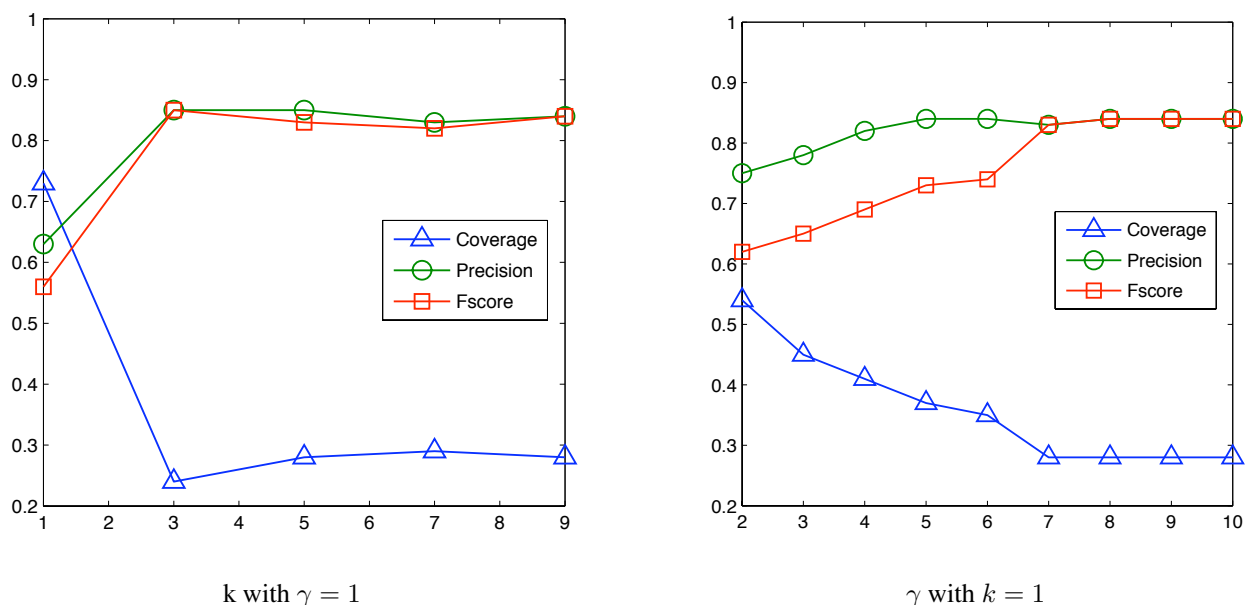 1
0.9
0.8
0.7
0.6
0.5
0.4
0.3
0.2
1 2 3 4 5 6 7 8 9
Coverage
Precision
Fscore
k with γ = 1
1
0.9
0.8
0.7
0.6
0.5
0.4
0.3
0.2
2 3 4 5 6 7 8 9 10
Coverage
Precision
Fscore
γ with k = 1